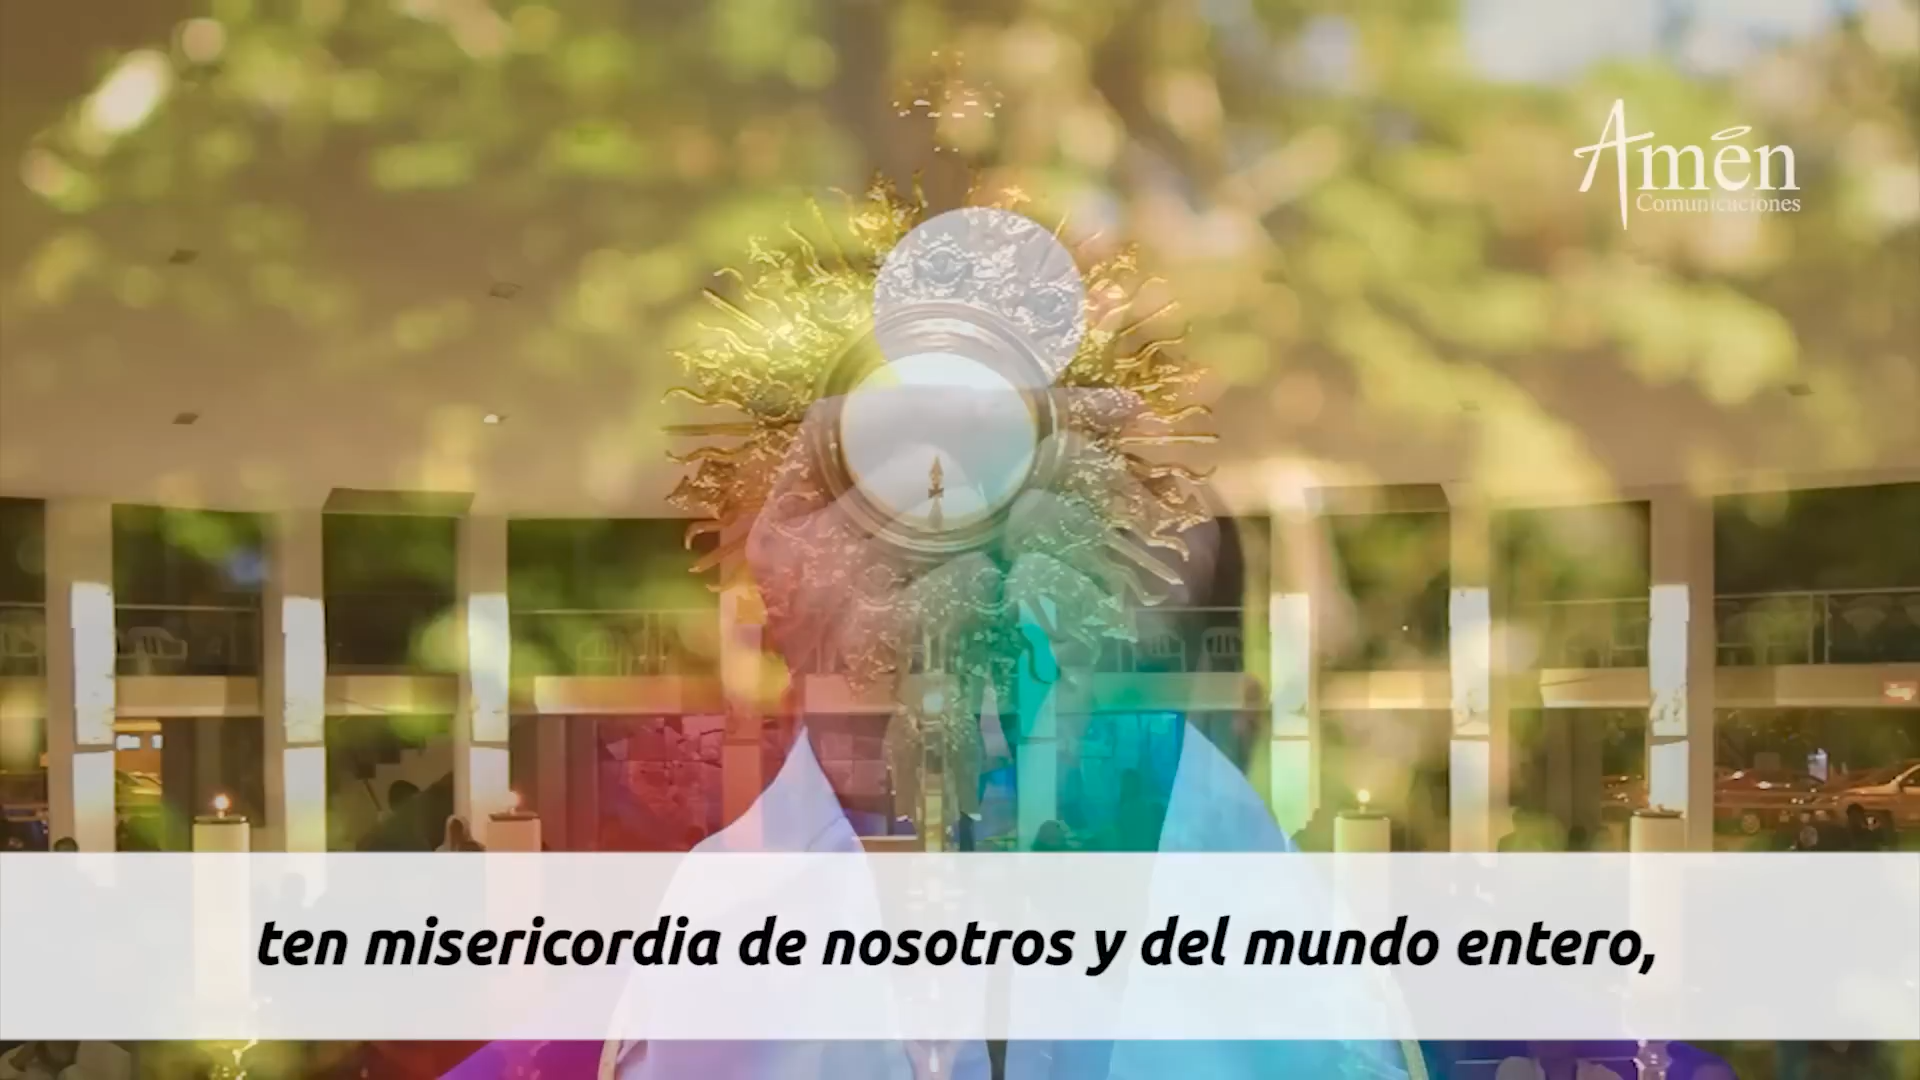 Amén
Comunicaciones
ten misericordia de nosotros y del mundo entero,